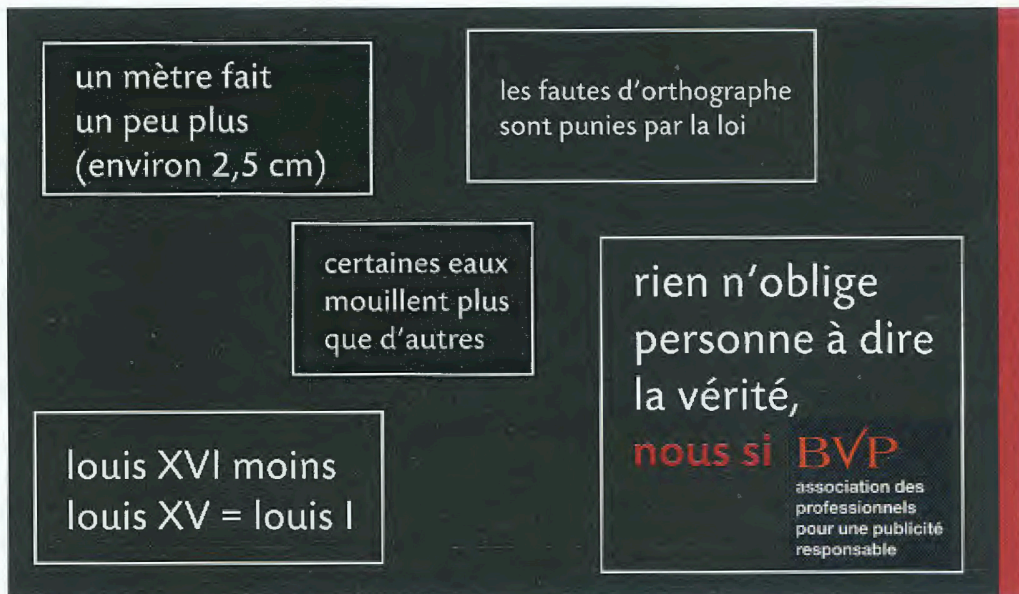 un mètre fait
un peu plus
(environ 2,5 cm)
les fautes d'orthographe
sont punies par la loi
certaines eaux
mouillent plus
que d'autres
louis XVI moins
louis XV = louis I
rien n'oblige
personne à dire
la vérité,
nous si BVP
association des
professionnels
pour une publicité
responsable